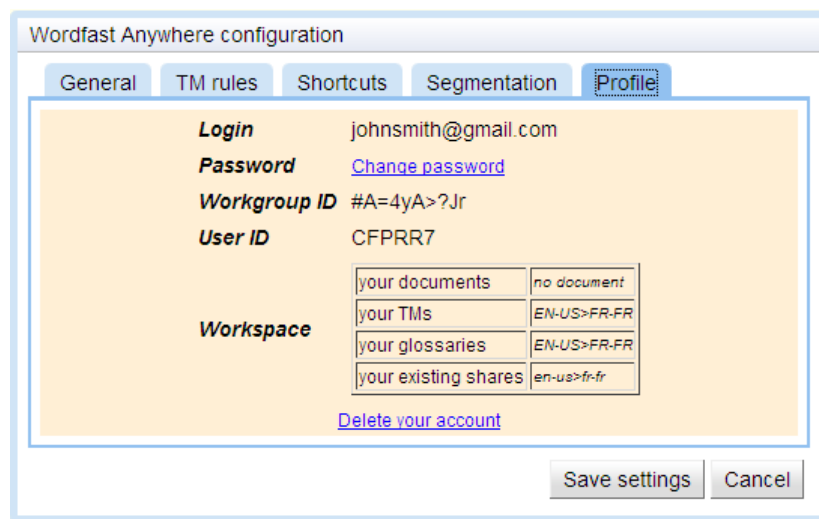 Wordfast Anywhere configuration
General TM rules Shortcuts Segmentation Profile
Login johnsmith@gmail.com
Password Change password
Workgroup ID #A=4yA>?Jr
User ID CFPRR7
Workspace
your documents no document
your TMs EN-US>FR-FR
your glossaries EN-US>FR-FR
your existing shares en-us>fr-fr
Delete your account
Save settings Cancel